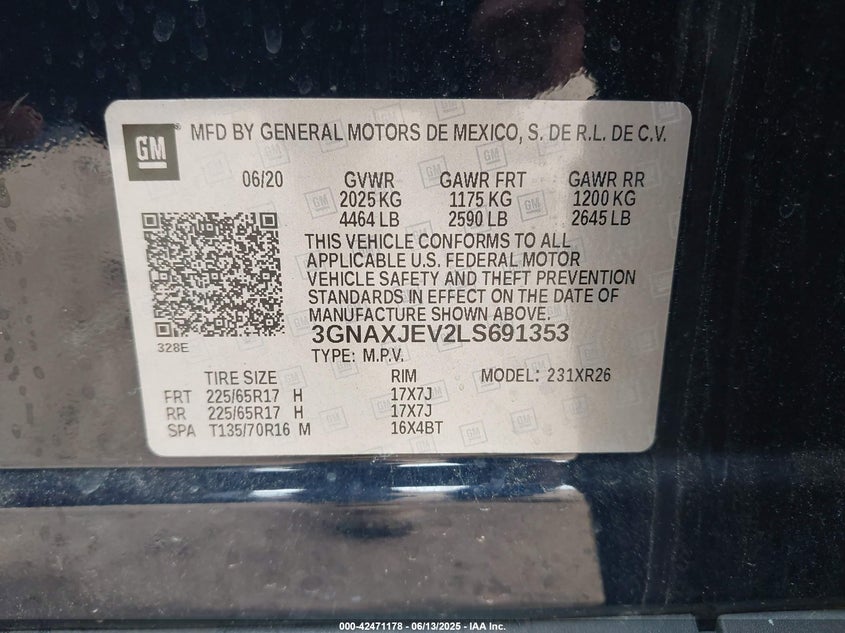 GM MFD BY GENERAL MOTORS DE MEXICO, S. DE R.L. DE C.V.
06/20 GVWR GAWR FRT GAWR RR
2025 KG 1175 KG 1200 KG
4464 LB 2590 LB 2645 LB
THIS VEHICLE CONFORMS TO ALL
APPLICABLE U.S. FEDERAL MOTOR
VEHICLE SAFETY AND THEFT PREVENTION
STANDARDS IN EFFECT ON THE DATE OF
MANUFACTURE SHOWN ABOVE.
3GNAXJEV2LS691353
328E
TYPE: M.P.V.
TIRE SIZE RIM MODEL: 231XR26
FRT 225/65R17 H 17X7J
RR 225/65R17 H 17X7J
SPA T135/70R16 M 16X4BT
000-42471178 - 06/13/2025 - IAA Inc.